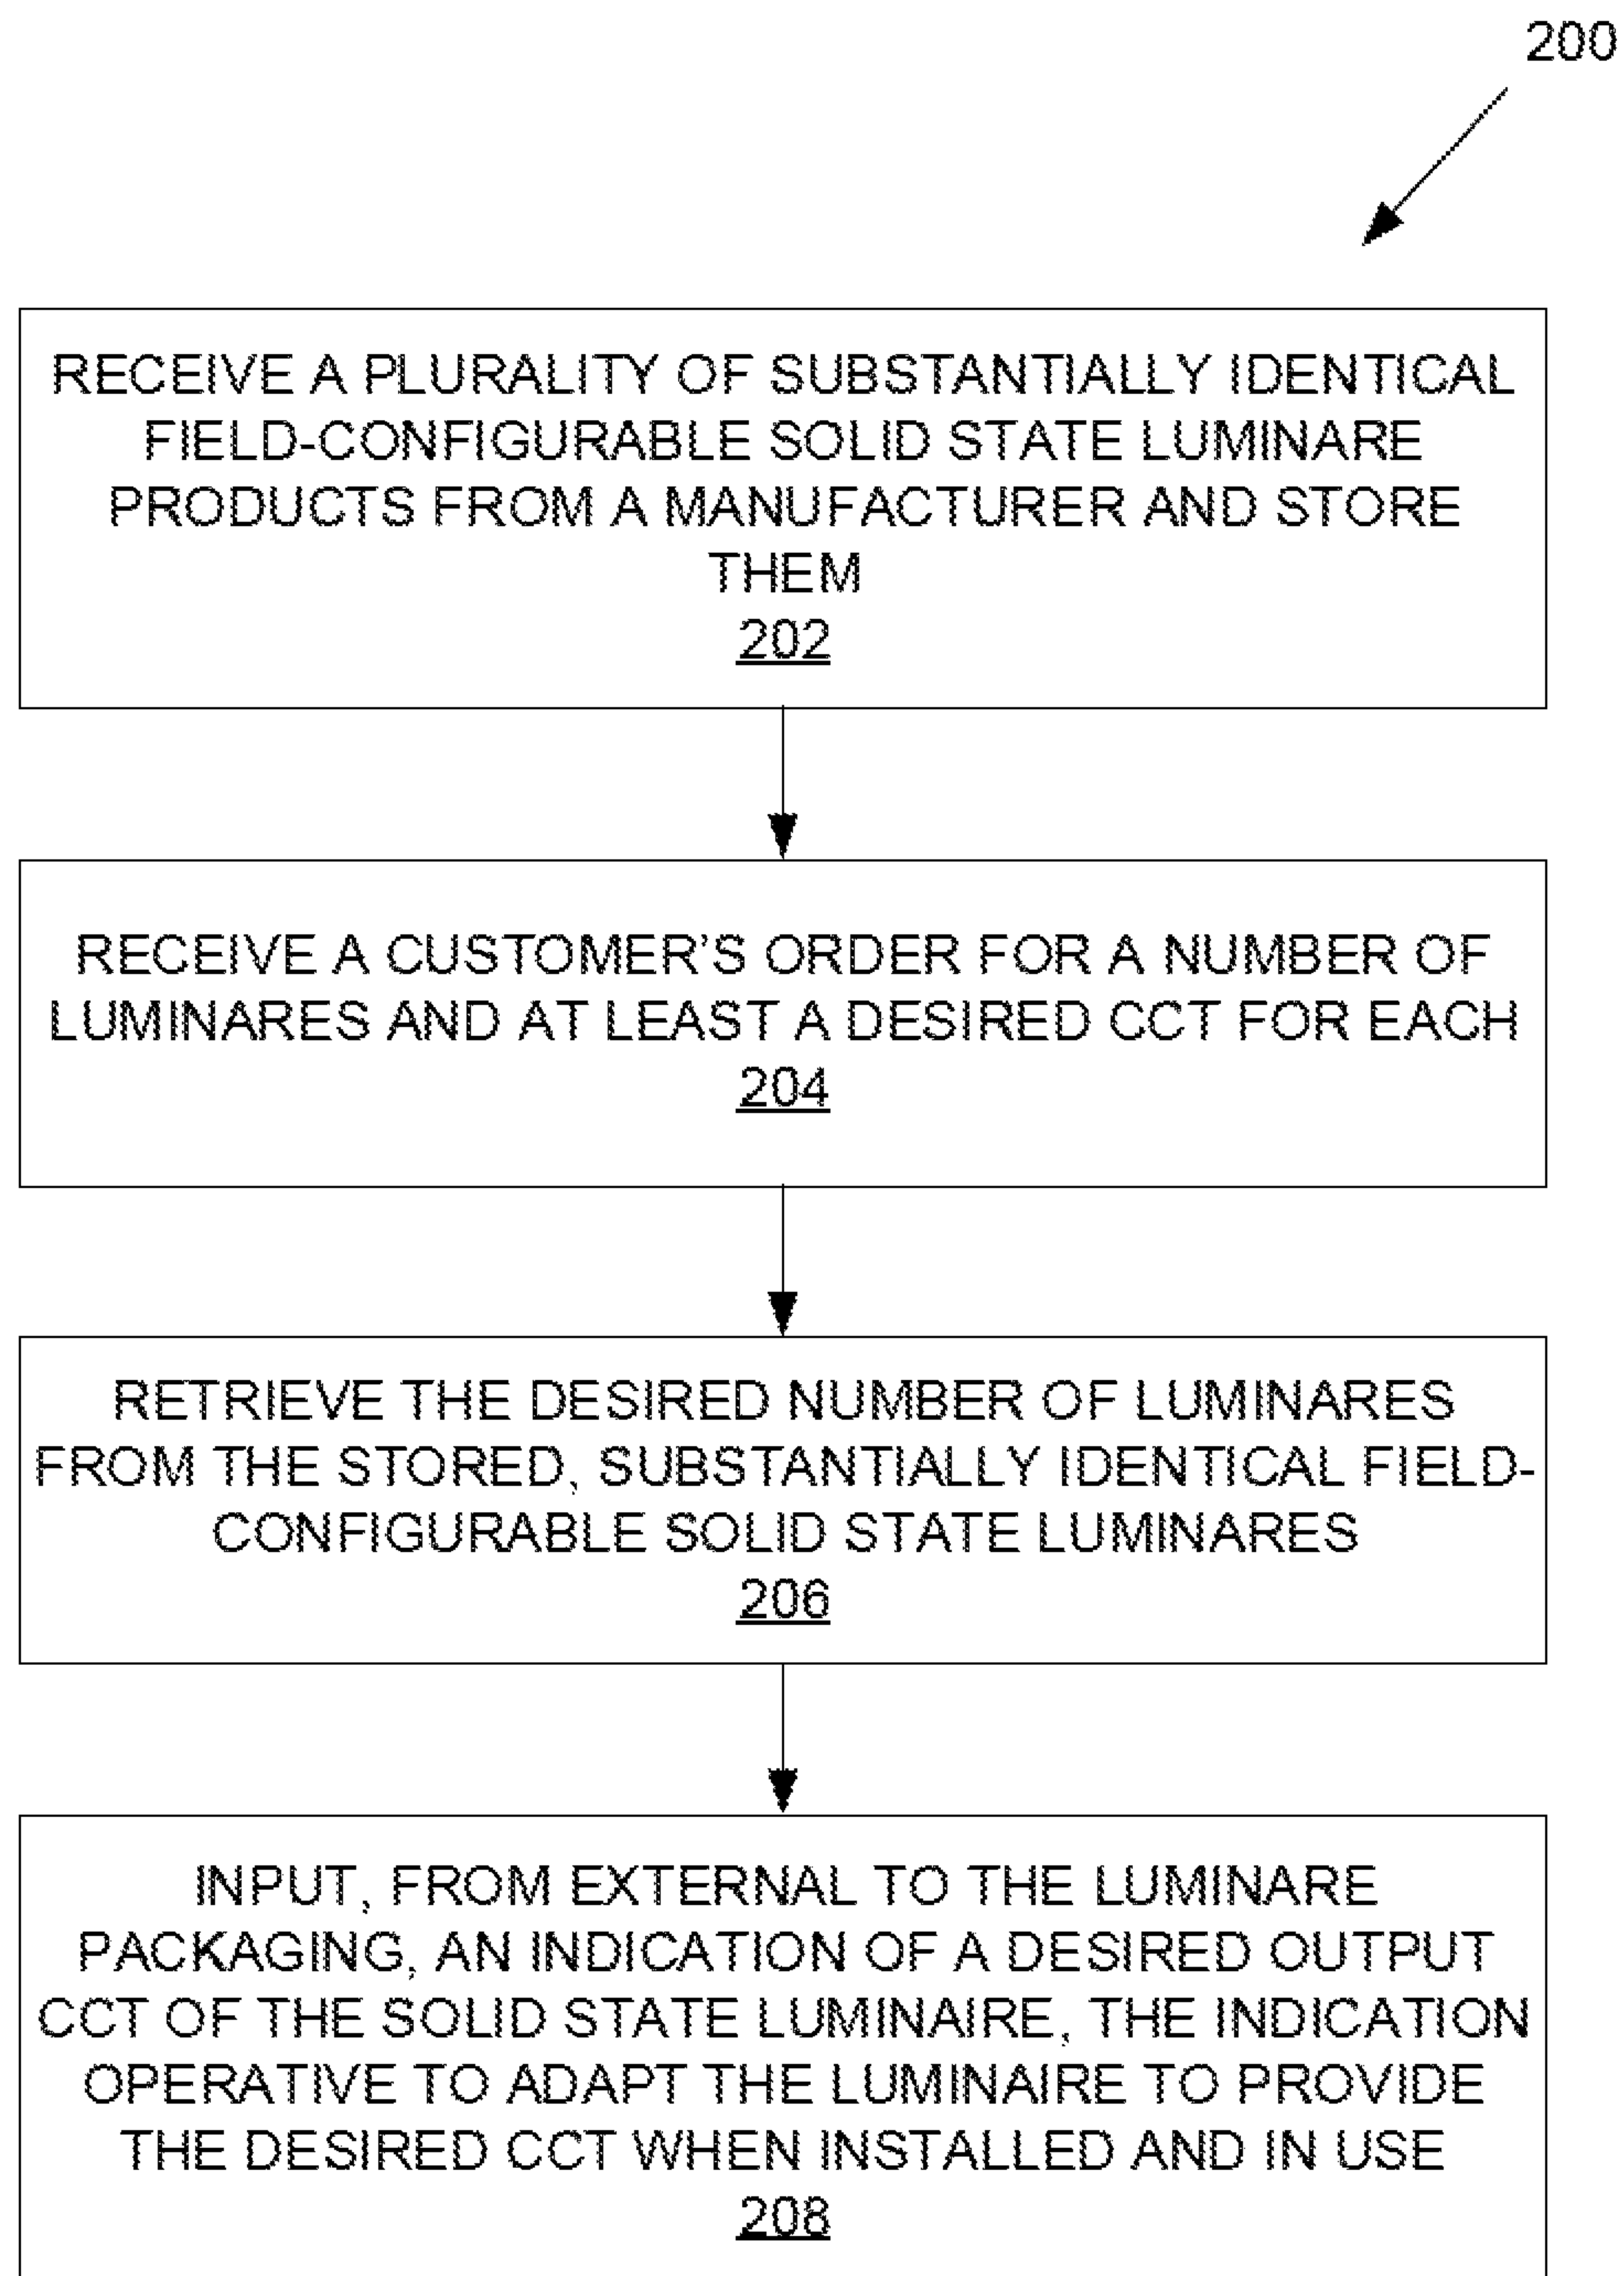 200
RECEIVE A PLURALITY OF SUBSTANTIALLY IDENTICAL
FIELD-CONFIGURABLE SOLID STATE LUMINARE
PRODUCTS FROM A MANUFACTURER AND STORE
THEM
202
RECEIVE A CUSTOMER'S ORDER FOR A NUMBER OF
LUMINARES AND AT LEAST A DESIRED CCT FOR EACH
204
RETRIEVE THE DESIRED NUMBER OF LUMINARES
FROM THE STORED, SUBSTANTIALLY IDENTICAL FIELD-
CONFIGURABLE SOLID STATE LUMINARES
206
INPUT, FROM EXTERNAL TO THE LUMINARE
PACKAGING, AN INDICATION OF A DESIRED OUTPUT
CCT OF THE SOLID STATE LUMINAIRE, THE INDICATION
OPERATIVE TO ADAPT THE LUMINAIRE TO PROVIDE
THE DESIRED CCT WHEN INSTALLED AND IN USE
208